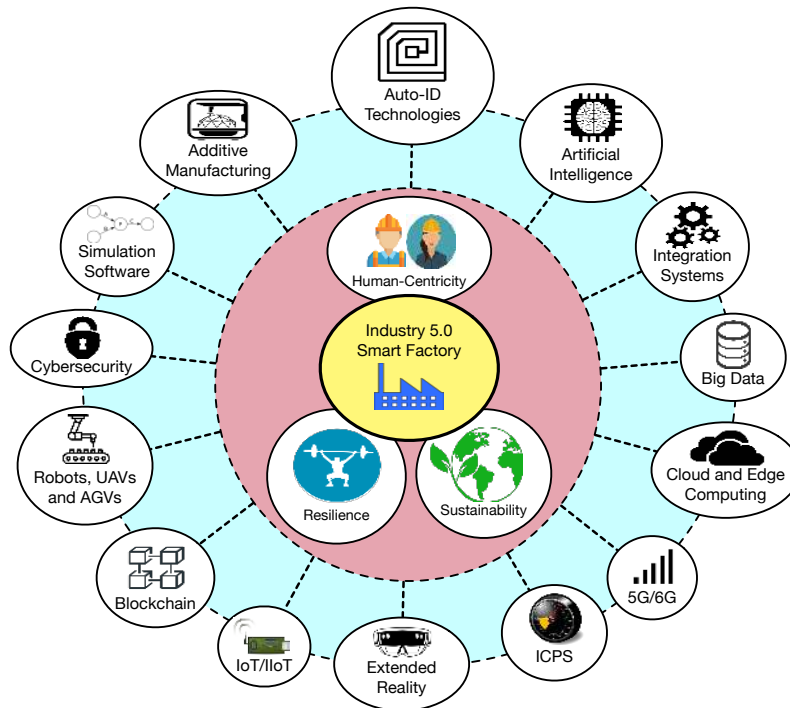 Auto-ID
Technologies
Additive
Manufacturing
Artificial
Intelligence
Simulation
Software
Integration
Systems
Human-Centricity
Industry 5.0
Smart Factory
Cybersecurity
Big Data
Robots, UAVs
and AGVs
Cloud and Edge
Computing
Resilience
Sustainability
Blockchain
5G/6G
IoT/IIoT
Extended
Reality
ICPS